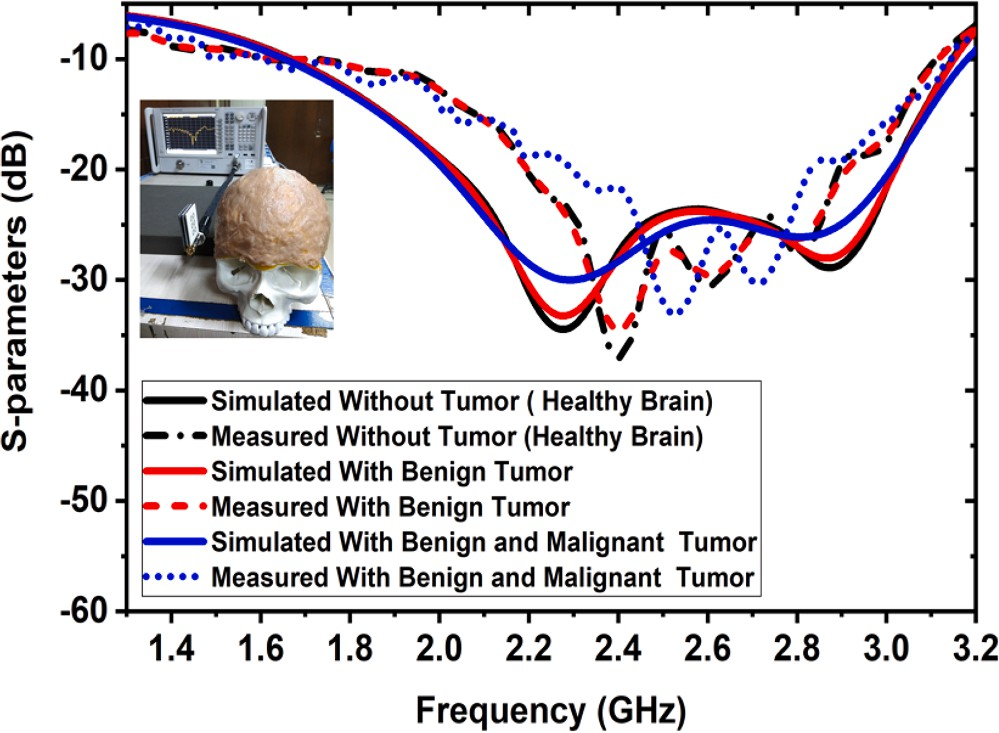 -10
-20
-30
-40
-50
-60
S-parameters (dB)
Simulated Without Tumor ( Healthy Brain)
Measured Without Tumor (Healthy Brain)
Simulated With Benign Tumor
Measured With Benign Tumor
Simulated With Benign and Malignant  Tumor
Measured With Benign and Malignant  Tumor
1.4 1.6 1.8 2.0 2.2 2.4 2.6 2.8 3.0 3.2
Frequency (GHz)